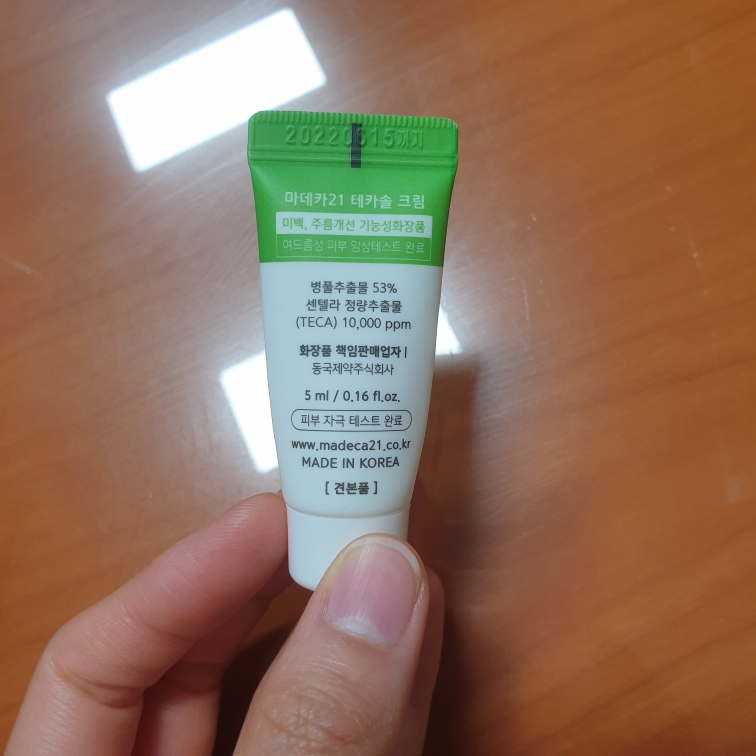 20220615까지
마데카21 테카솔 크림
미백, 주름개선 기능성화장품
여드름성 피부 임상테스트 완료
병풀추출물 53%
센텔라 정량추출물
(TECA) 10,000 ppm
화장품 책임판매업자 |
동국제약주식회사
5 ml / 0.16 fl.oz.
피부 자극 테스트 완료
www.madeca21.co.kr
MADE IN KOREA
[ 견본품 ]